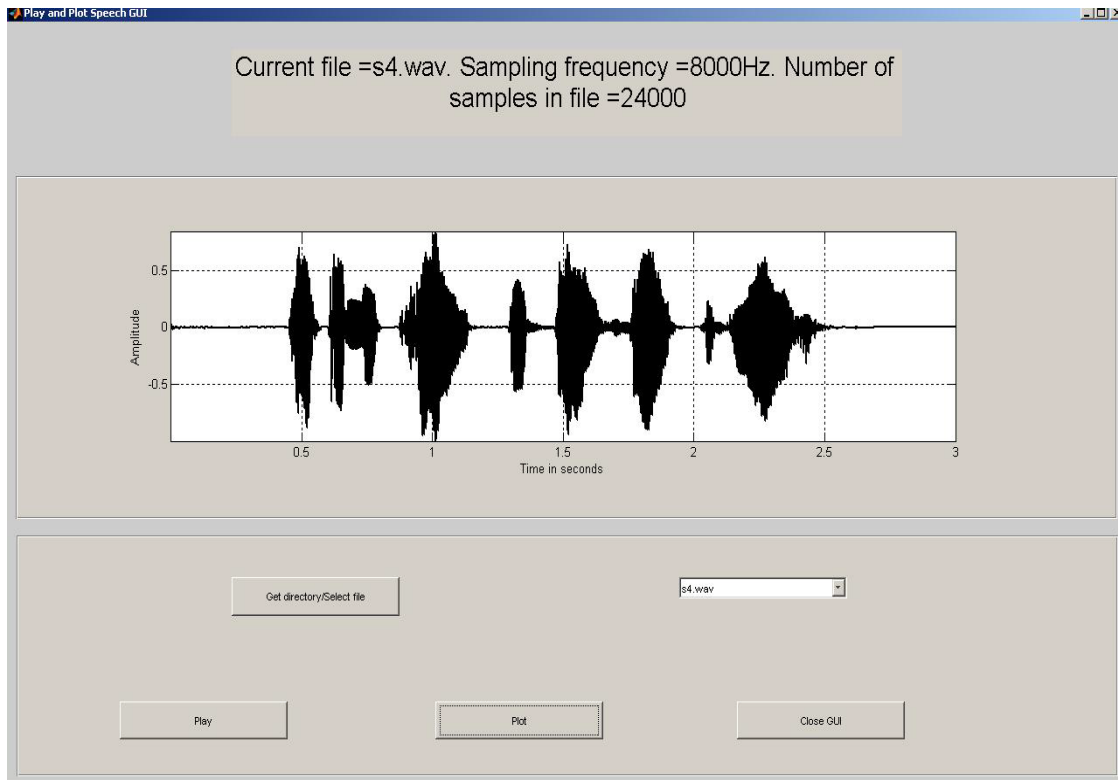 Play and Plot Speech GUI
Current file =s4.wav. Sampling frequency =8000Hz. Number of
samples in file =24000
0.5
0
-0.5
Amplitude
0.5 1 1.5 2 2.5 3
Time in seconds
Get directory/Select file
s4.wav
Play
Plot
Close GUI